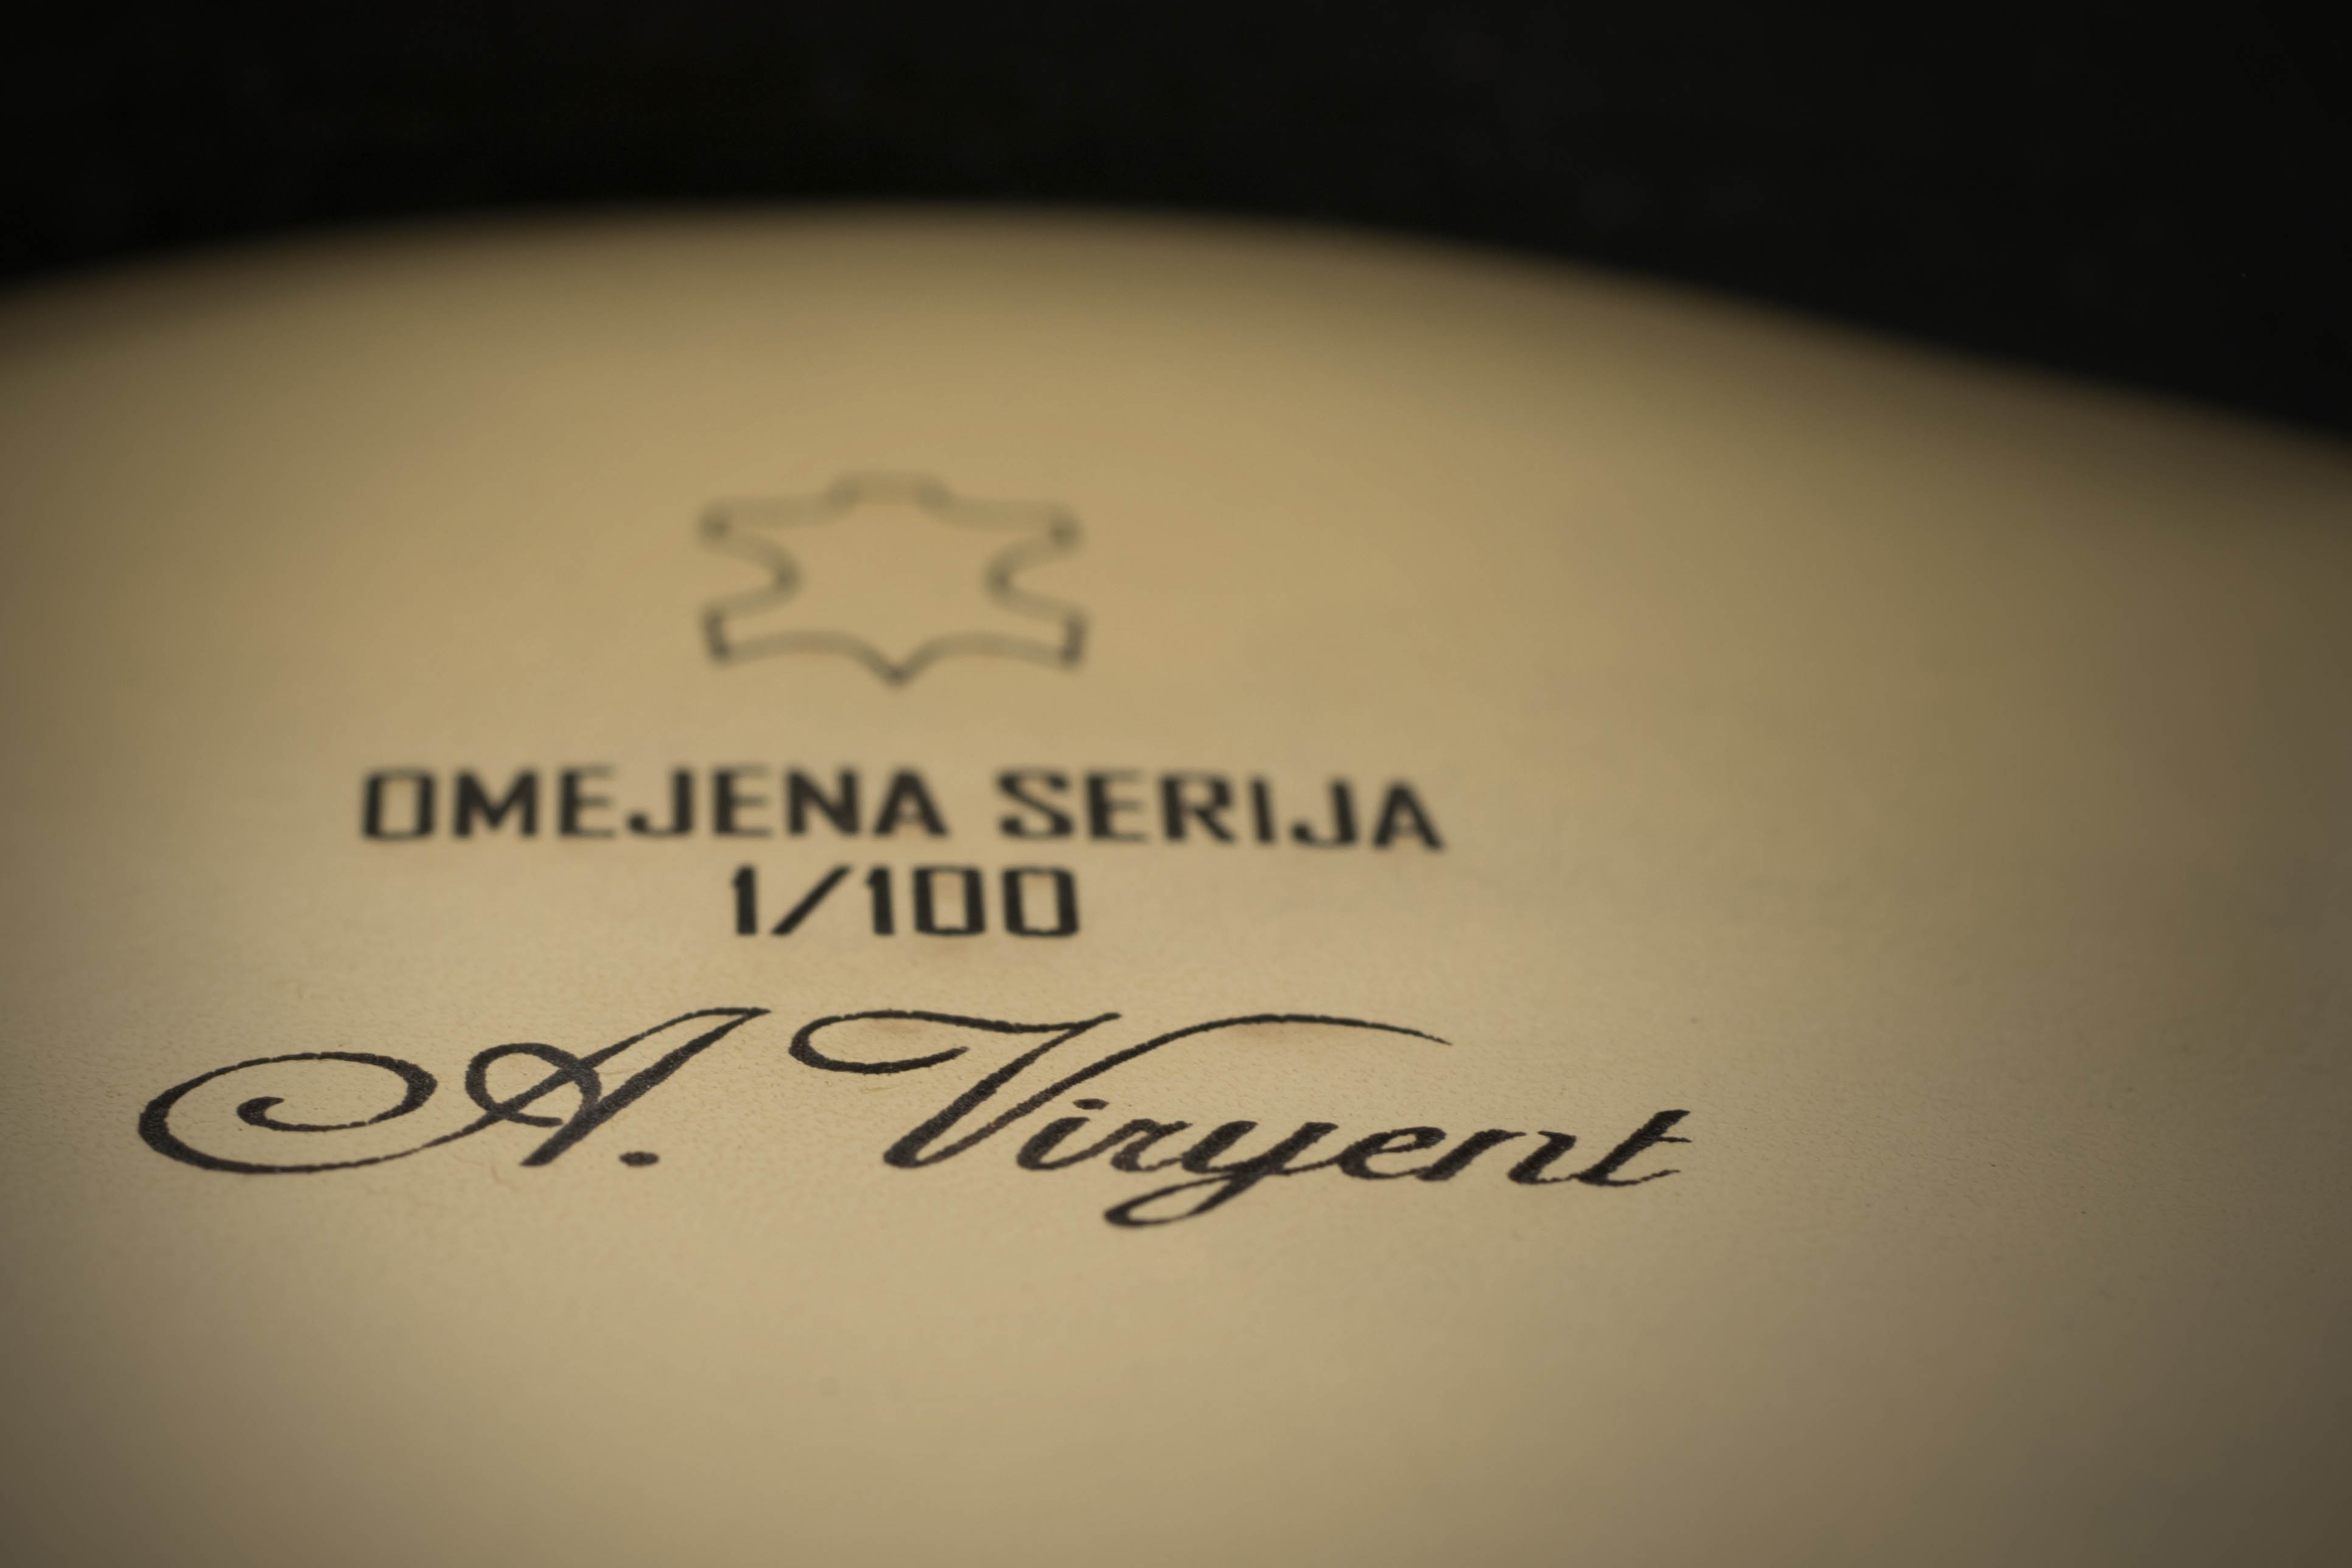 OMEJENA SERIJA
1/100
A. Viryent